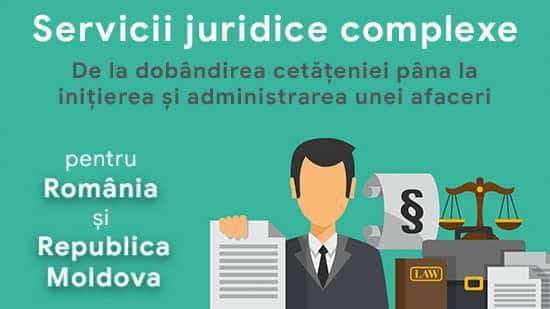 Servicii juridice complexe
De la dobândirea cetățeniei pâna la
inițierea și administrarea unei afaceri
pentru
România
și
Republica
Moldova
§
LAW